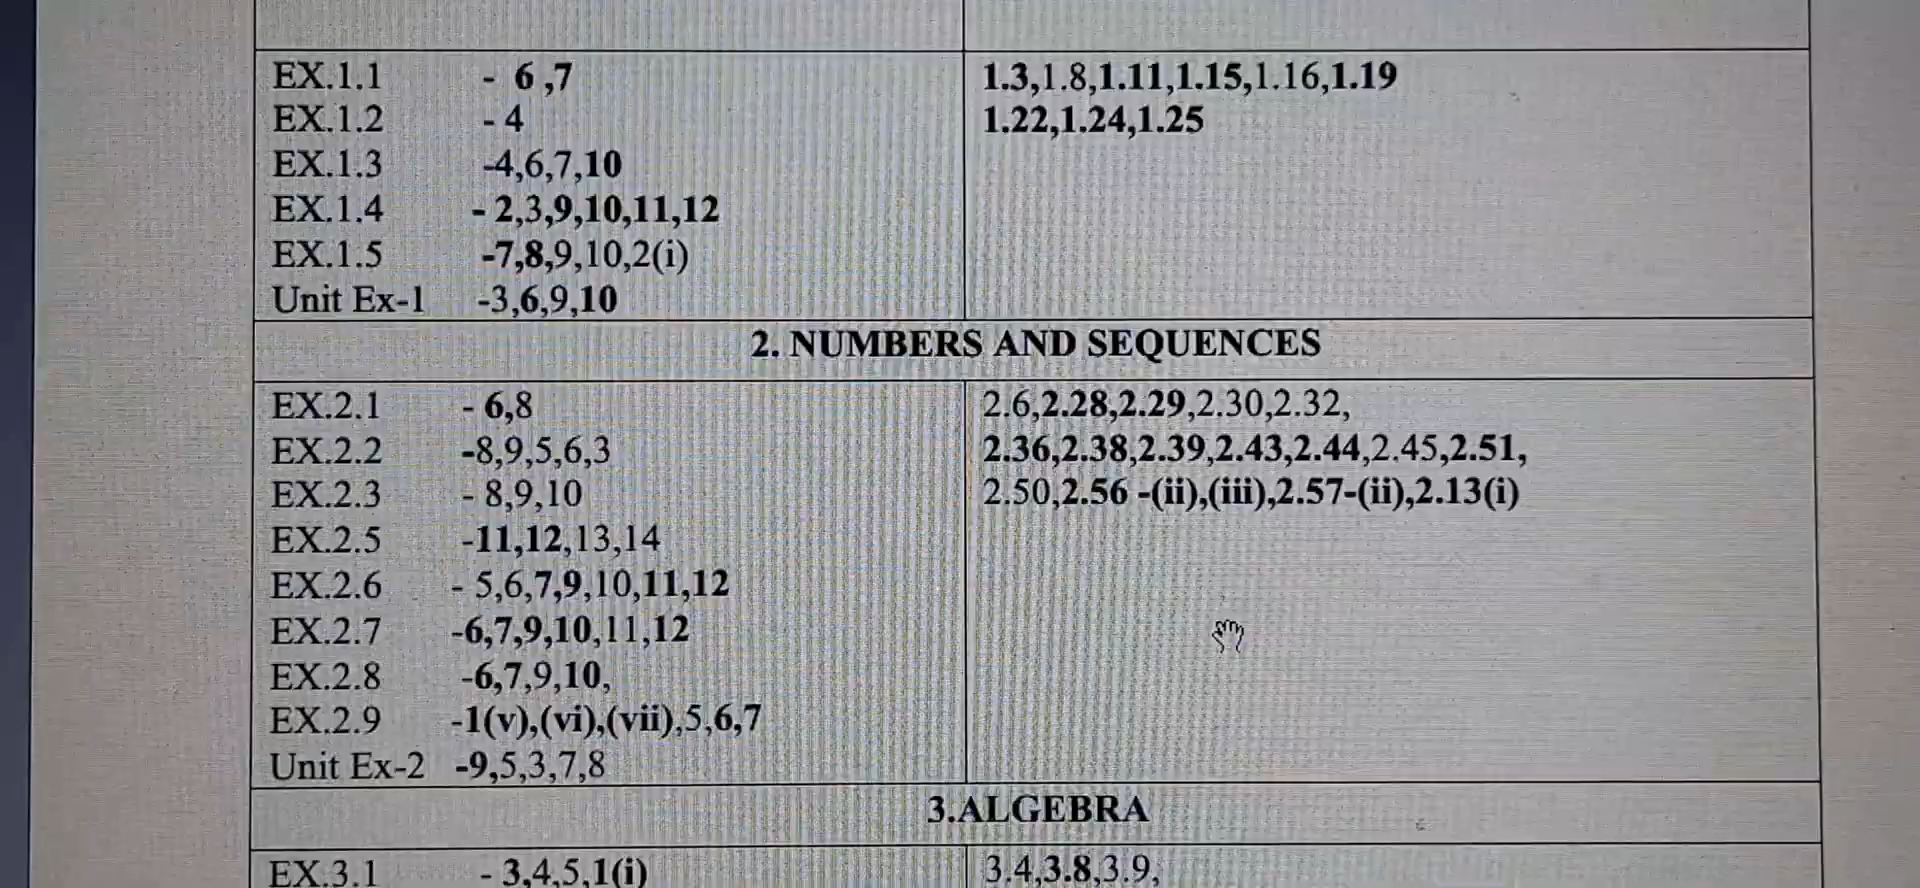 EX.1.1 - 6 ,7
EX.1.2 - 4
EX.1.3 -4,6,7,10
EX.1.4 - 2,3,9,10,11,12
EX.1.5 -7,8,9,10,2(i)
Unit Ex-1 -3,6,9,10
1.3,1.8,1.11,1.15,1.16,1.19
1.22,1.24,1.25
2. NUMBERS AND SEQUENCES
EX.2.1 - 6,8
EX.2.2 -8,9,5,6,3
EX.2.3 - 8,9,10
EX.2.5 -11,12,13,14
EX.2.6 - 5,6,7,9,10,11,12
EX.2.7 -6,7,9,10,11,12
EX.2.8 -6,7,9,10,
EX.2.9 -1(v),(vi),(vii),5,6,7
Unit Ex-2 -9,5,3,7,8
2.6,2.28,2.29,2.30,2.32,
2.36,2.38,2.39,2.43,2.44,2.45,2.51,
2.50,2.56 -(ii),(iii),2.57-(ii),2.13(i)
3.ALGEBRA
EX.3.1 - 3,4,5,1(i)
3.4,3.8,3.9,